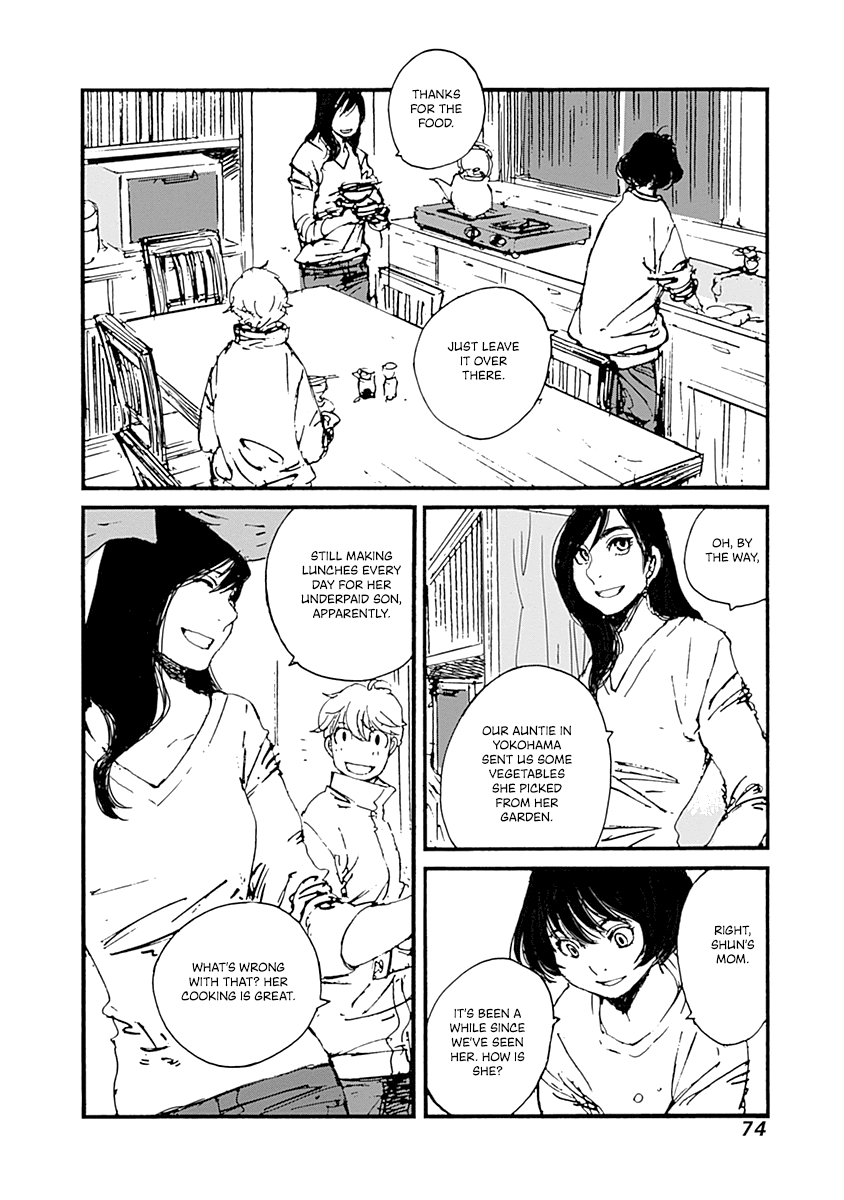 THANKS
FOR THE
FOOD.
JUST LEAVE
IT OVER
THERE.
OH, BY
THE WAY,
OUR AUNTIE IN
YOKOHAMA
SENT US SOME
VEGETABLES
SHE PICKED
FROM HER
GARDEN.
RIGHT,
SHUN'S
MOM.
IT'S BEEN A
WHILE SINCE
WE'VE SEEN
HER. HOW IS
SHE?
STILL MAKING
LUNCHES EVERY
DAY FOR HER
UNDERPAID SON,
APPARENTLY.
WHAT'S WRONG
WITH THAT? HER
COOKING IS GREAT.
74